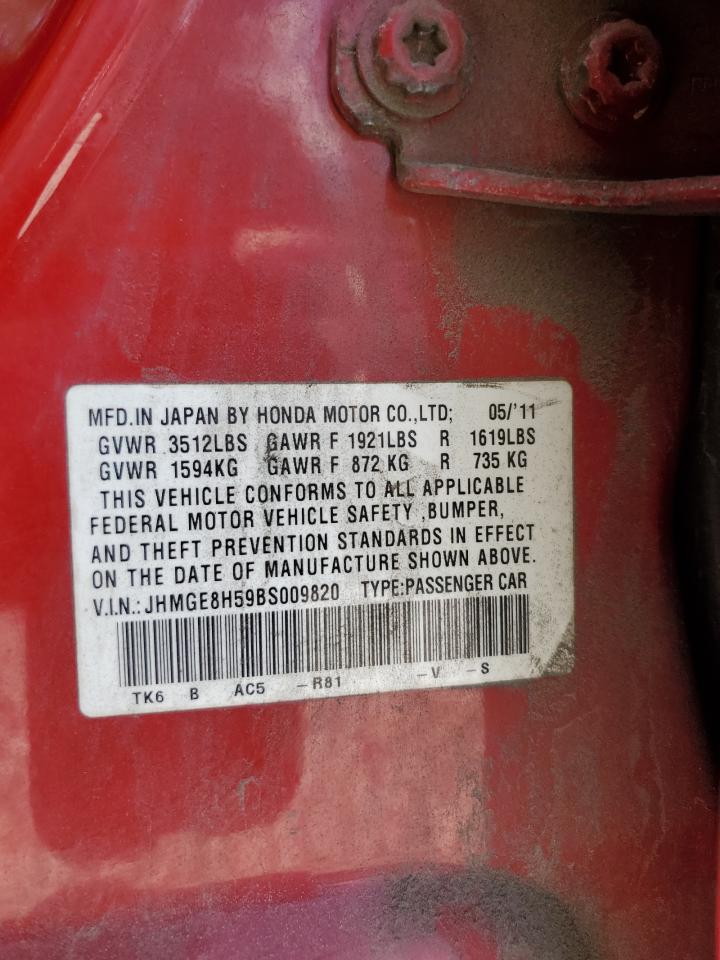 MFD.IN JAPAN BY HONDA MOTOR CO.,LTD; 05/'11
GVWR 3512LBS GAWR F 1921LBS R 1619LBS
GVWR 1594KG GAWR F 872 KG R 735 KG
THIS VEHICLE CONFORMS TO ALL APPLICABLE
FEDERAL MOTOR VEHICLE SAFETY ,BUMPER,
AND THEFT PREVENTION STANDARDS IN EFFECT
ON THE DATE OF MANUFACTURE SHOWN ABOVE.
V.I.N.: JHMGE8H59BS009820 TYPE:PASSENGER CAR
TK6 B AC5 -R81 -V -S